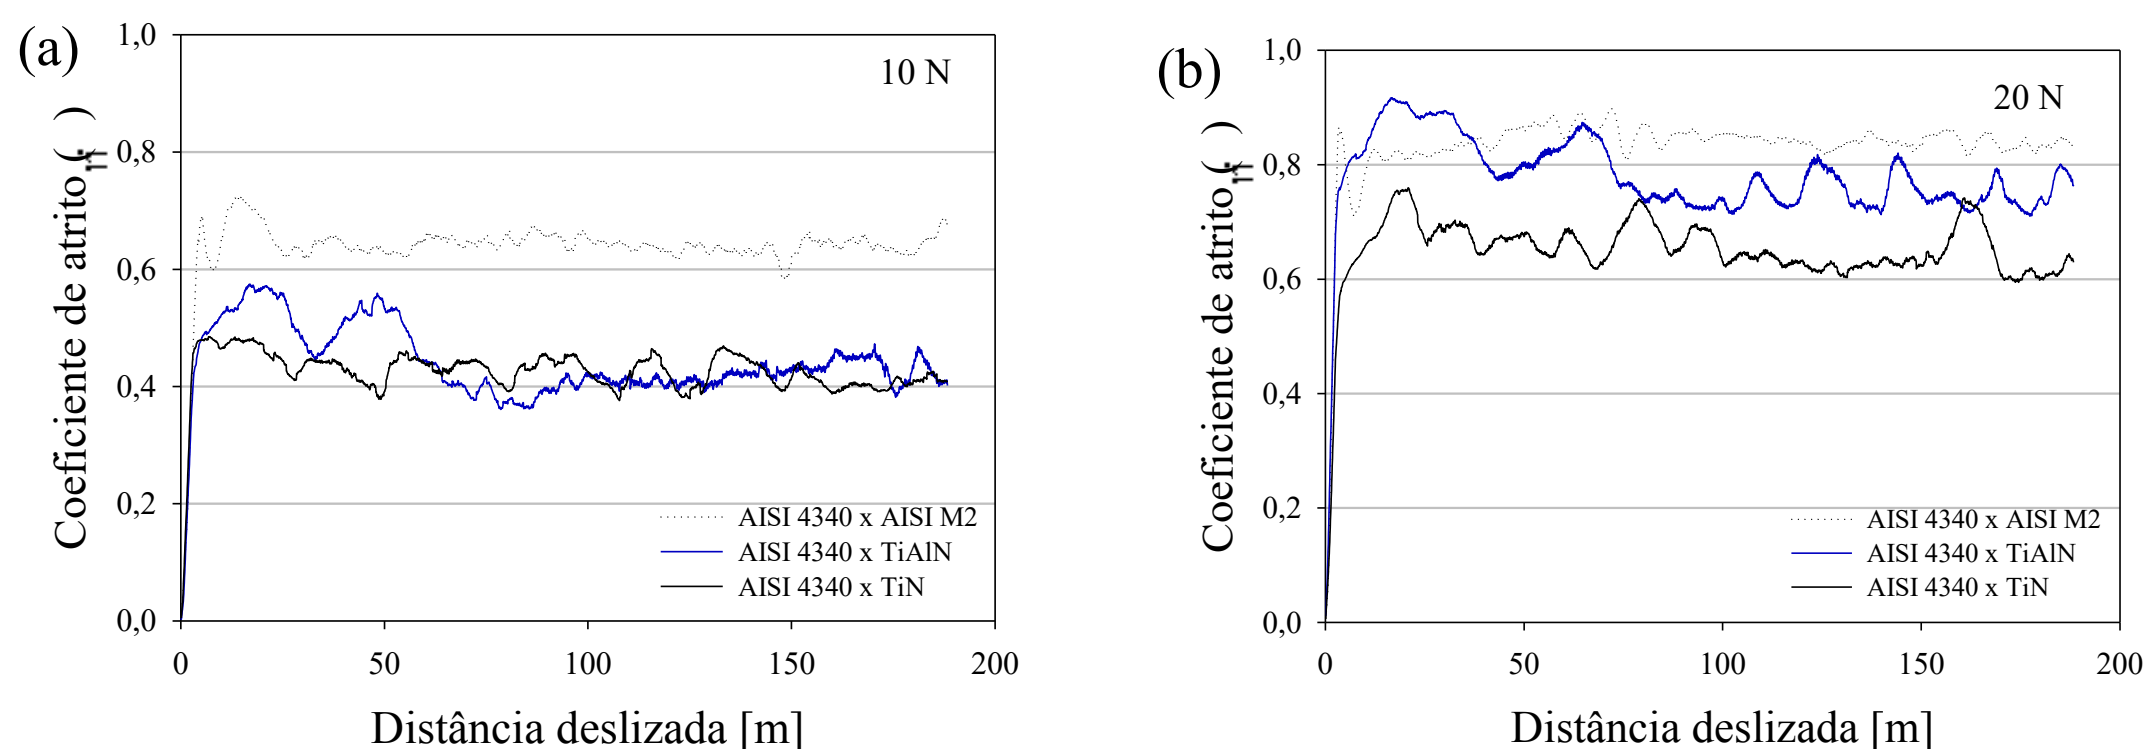 (a)
10 N
Coeficiente de atrito ( )
1,0
0,8
0,6
0,4
0,2
0,0
AISI 4340 x AISI M2
AISI 4340 x TiAlN
AISI 4340 x TiN
0 50 100 150 200
Distância deslizada [m]
(b)
20 N
Coeficiente de atrito ( )
1,0
0,8
0,6
0,4
0,2
0,0
AISI 4340 x AISI M2
AISI 4340 x TiAlN
AISI 4340 x TiN
0 50 100 150 200
Distância deslizada [m]